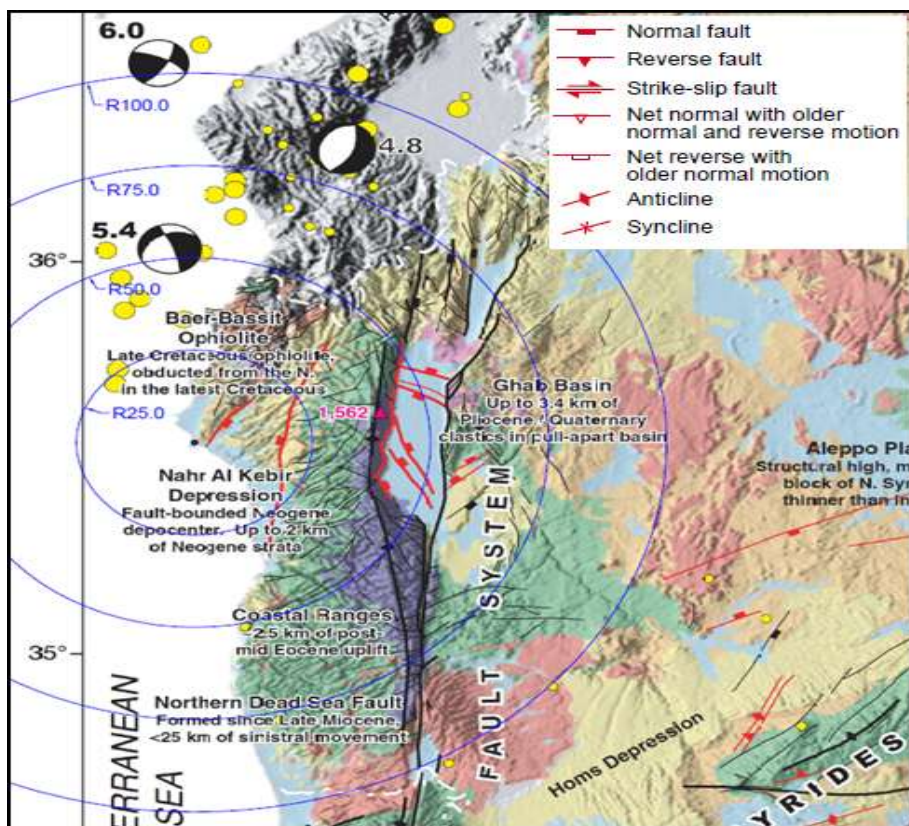 6.0
R100.0
4.8
R75.0
5.4
36°
R50.0
Baer-Bassit
Ophiolite
Late Cretaceous ophiolite,
obducted from the N.
in the latest Cretaceous
R25.0
1,562
Ghab Basin
Up to 3.4 km of
Pliocene / Quaternary
clastics in pull-apart basin
Nahr Al Kebir
Depression
Fault-bounded Neogene
depocenter. Up to 2 km
of Neogene strata
Aleppo Pla
Structural high, m
block of N. Syr
thinner than in
Coastal Ranges
2.5 km of post-
mid Eocene uplift
35°
Northern Dead Sea Fault
Formed since Late Miocene,
<25 km of sinistral movement
FAULT SYSTEM
Homs Depression
ERRANEAN
SEA
YRIDES
Normal fault
Reverse fault
Strike-slip fault
Net normal with older
normal and reverse motion
Net reverse with
older normal motion
Anticline
Syncline